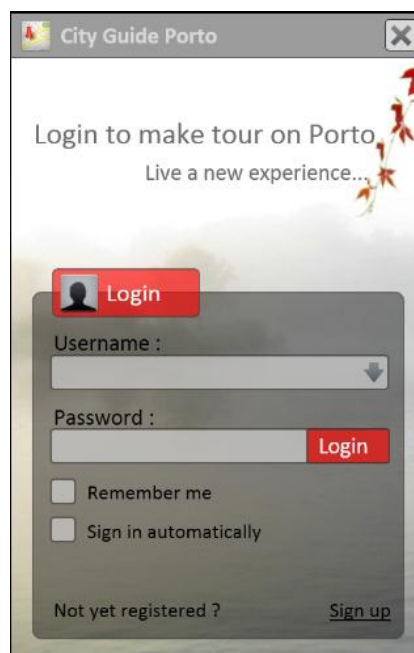 City Guide Porto
Login to make tour on Porto
Live a new experience...
Login
Username :
Password :
Login
Remember me
Sign in automatically
Not yet registered ? Sign up